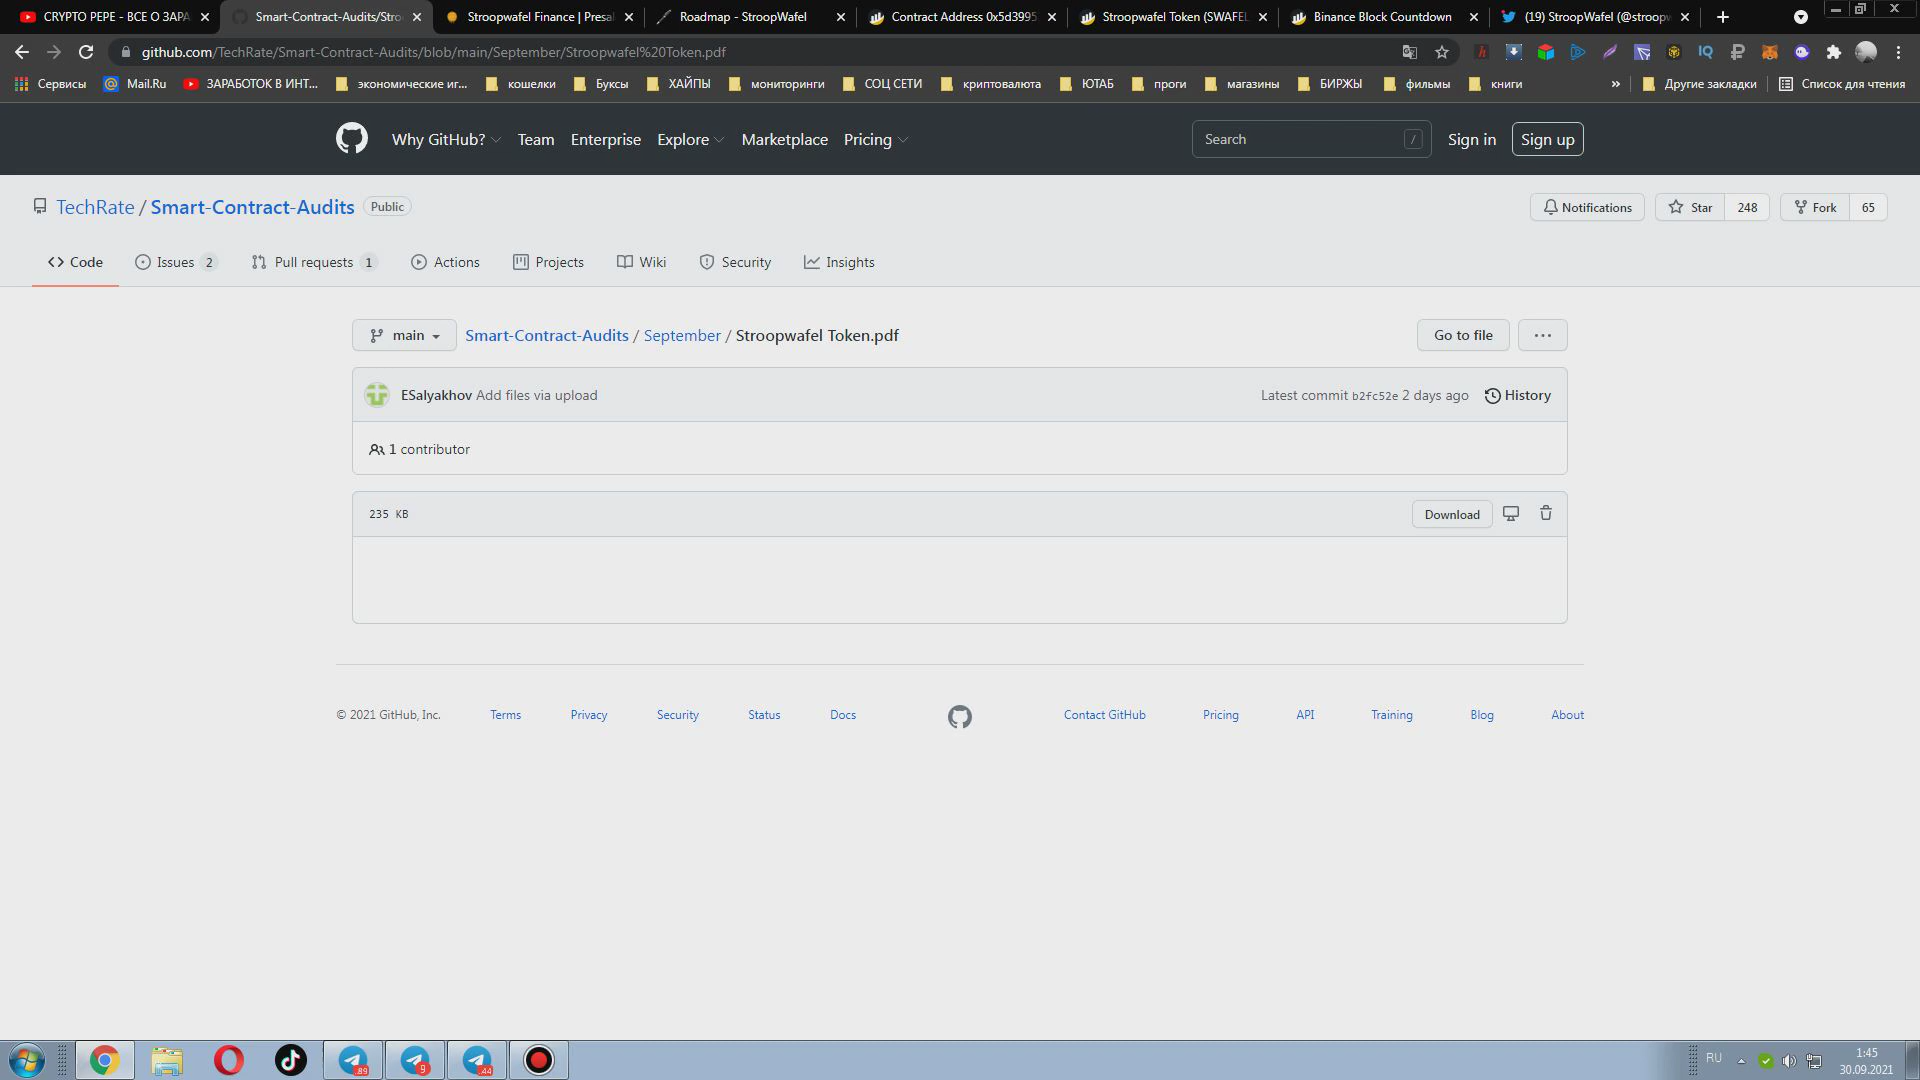 CRYPTO PEPE - ВСЕ О ЗАРА
Smart-Contract-Audits/Stro
Stroopwafel Finance | Presal
Roadmap - StroopWafel
Contract Address 0x5d3995
Stroopwafel Token (SWAFEL
Binance Block Countdown
(19) StroopWafel (@stroopw
github.com/TechRate/Smart-Contract-Audits/blob/main/September/Stroopwafel%20Token.pdf
Сервисы
Mail.Ru
ЗАРАБОТОК В ИНТ...
экономические иг...
кошелки
Буксы
ХАЙПЫ
мониторинги
СОЦ СЕТИ
криптовалюта
ЮТАБ
проги
магазины
БИРЖЫ
фильмы
книги
»
Другие закладки
Список для чтения
Why GitHub?
Team
Enterprise
Explore
Marketplace
Pricing
Search
/
Sign in
Sign up
TechRate / Smart-Contract-Audits
Public
Notifications
Star 248
Fork 65
Code
Issues 2
Pull requests 1
Actions
Projects
Wiki
Security
Insights
main
Smart-Contract-Audits / September / Stroopwafel Token.pdf
Go to file
ESalyakhov Add files via upload
Latest commit b2fc52e 2 days ago
History
1 contributor
235 KB
Download
© 2021 GitHub, Inc.
Terms
Privacy
Security
Status
Docs
Contact GitHub
Pricing
API
Training
Blog
About
89
9
44
RU
1:45
30.09.2021